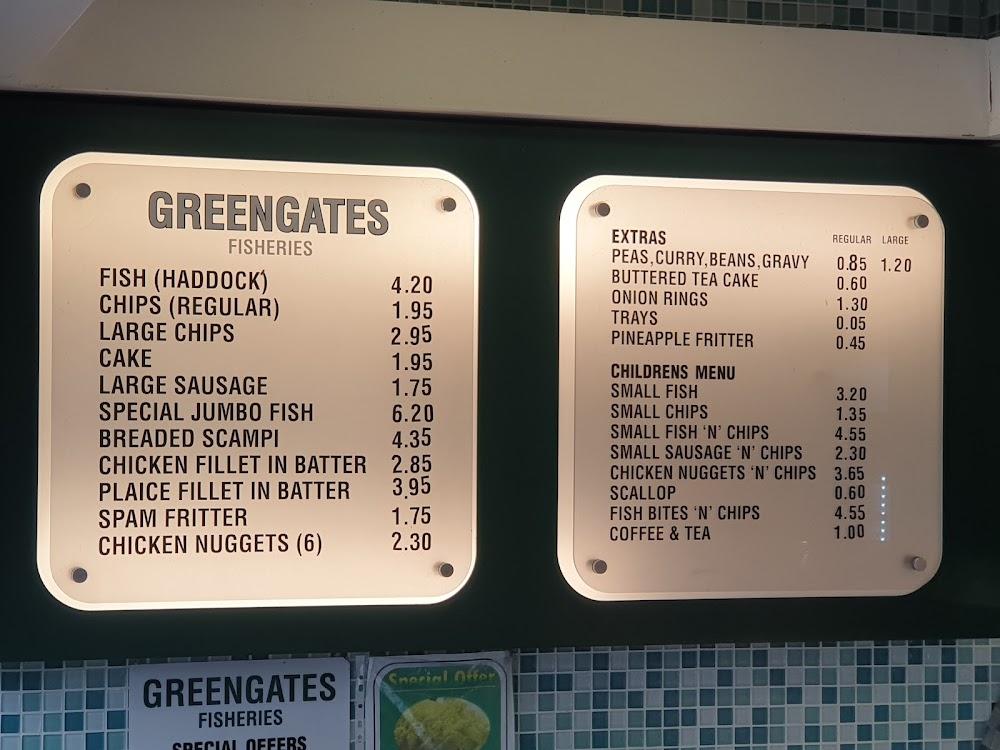 GREENGATES
FISHERIES
FISH (HADDOCK) 4.20
CHIPS (REGULAR) 1.95
LARGE CHIPS 2.95
CAKE 1.95
LARGE SAUSAGE 1.75
SPECIAL JUMBO FISH 6.20
BREADED SCAMPI 4.35
CHICKEN FILLET IN BATTER 2.85
PLAICE FILLET IN BATTER 3.95
SPAM FRITTER 1.75
CHICKEN NUGGETS (6) 2.30
EXTRAS REGULAR LARGE
PEAS,CURRY,BEANS,GRAVY 0.85 1.20
BUTTERED TEA CAKE 0.60
ONION RINGS 1.30
TRAYS 0.05
PINEAPPLE FRITTER 0.45
CHILDRENS MENU
SMALL FISH 3.20
SMALL CHIPS 1.35
SMALL FISH 'N' CHIPS 4.55
SMALL SAUSAGE 'N' CHIPS 2.30
CHICKEN NUGGETS 'N' CHIPS 3.65
SCALLOP 0.60
FISH BITES 'N' CHIPS 4.55
COFFEE & TEA 1.00
GREENGATES
FISHERIES
SPECIAL OFFERS
Special Offer